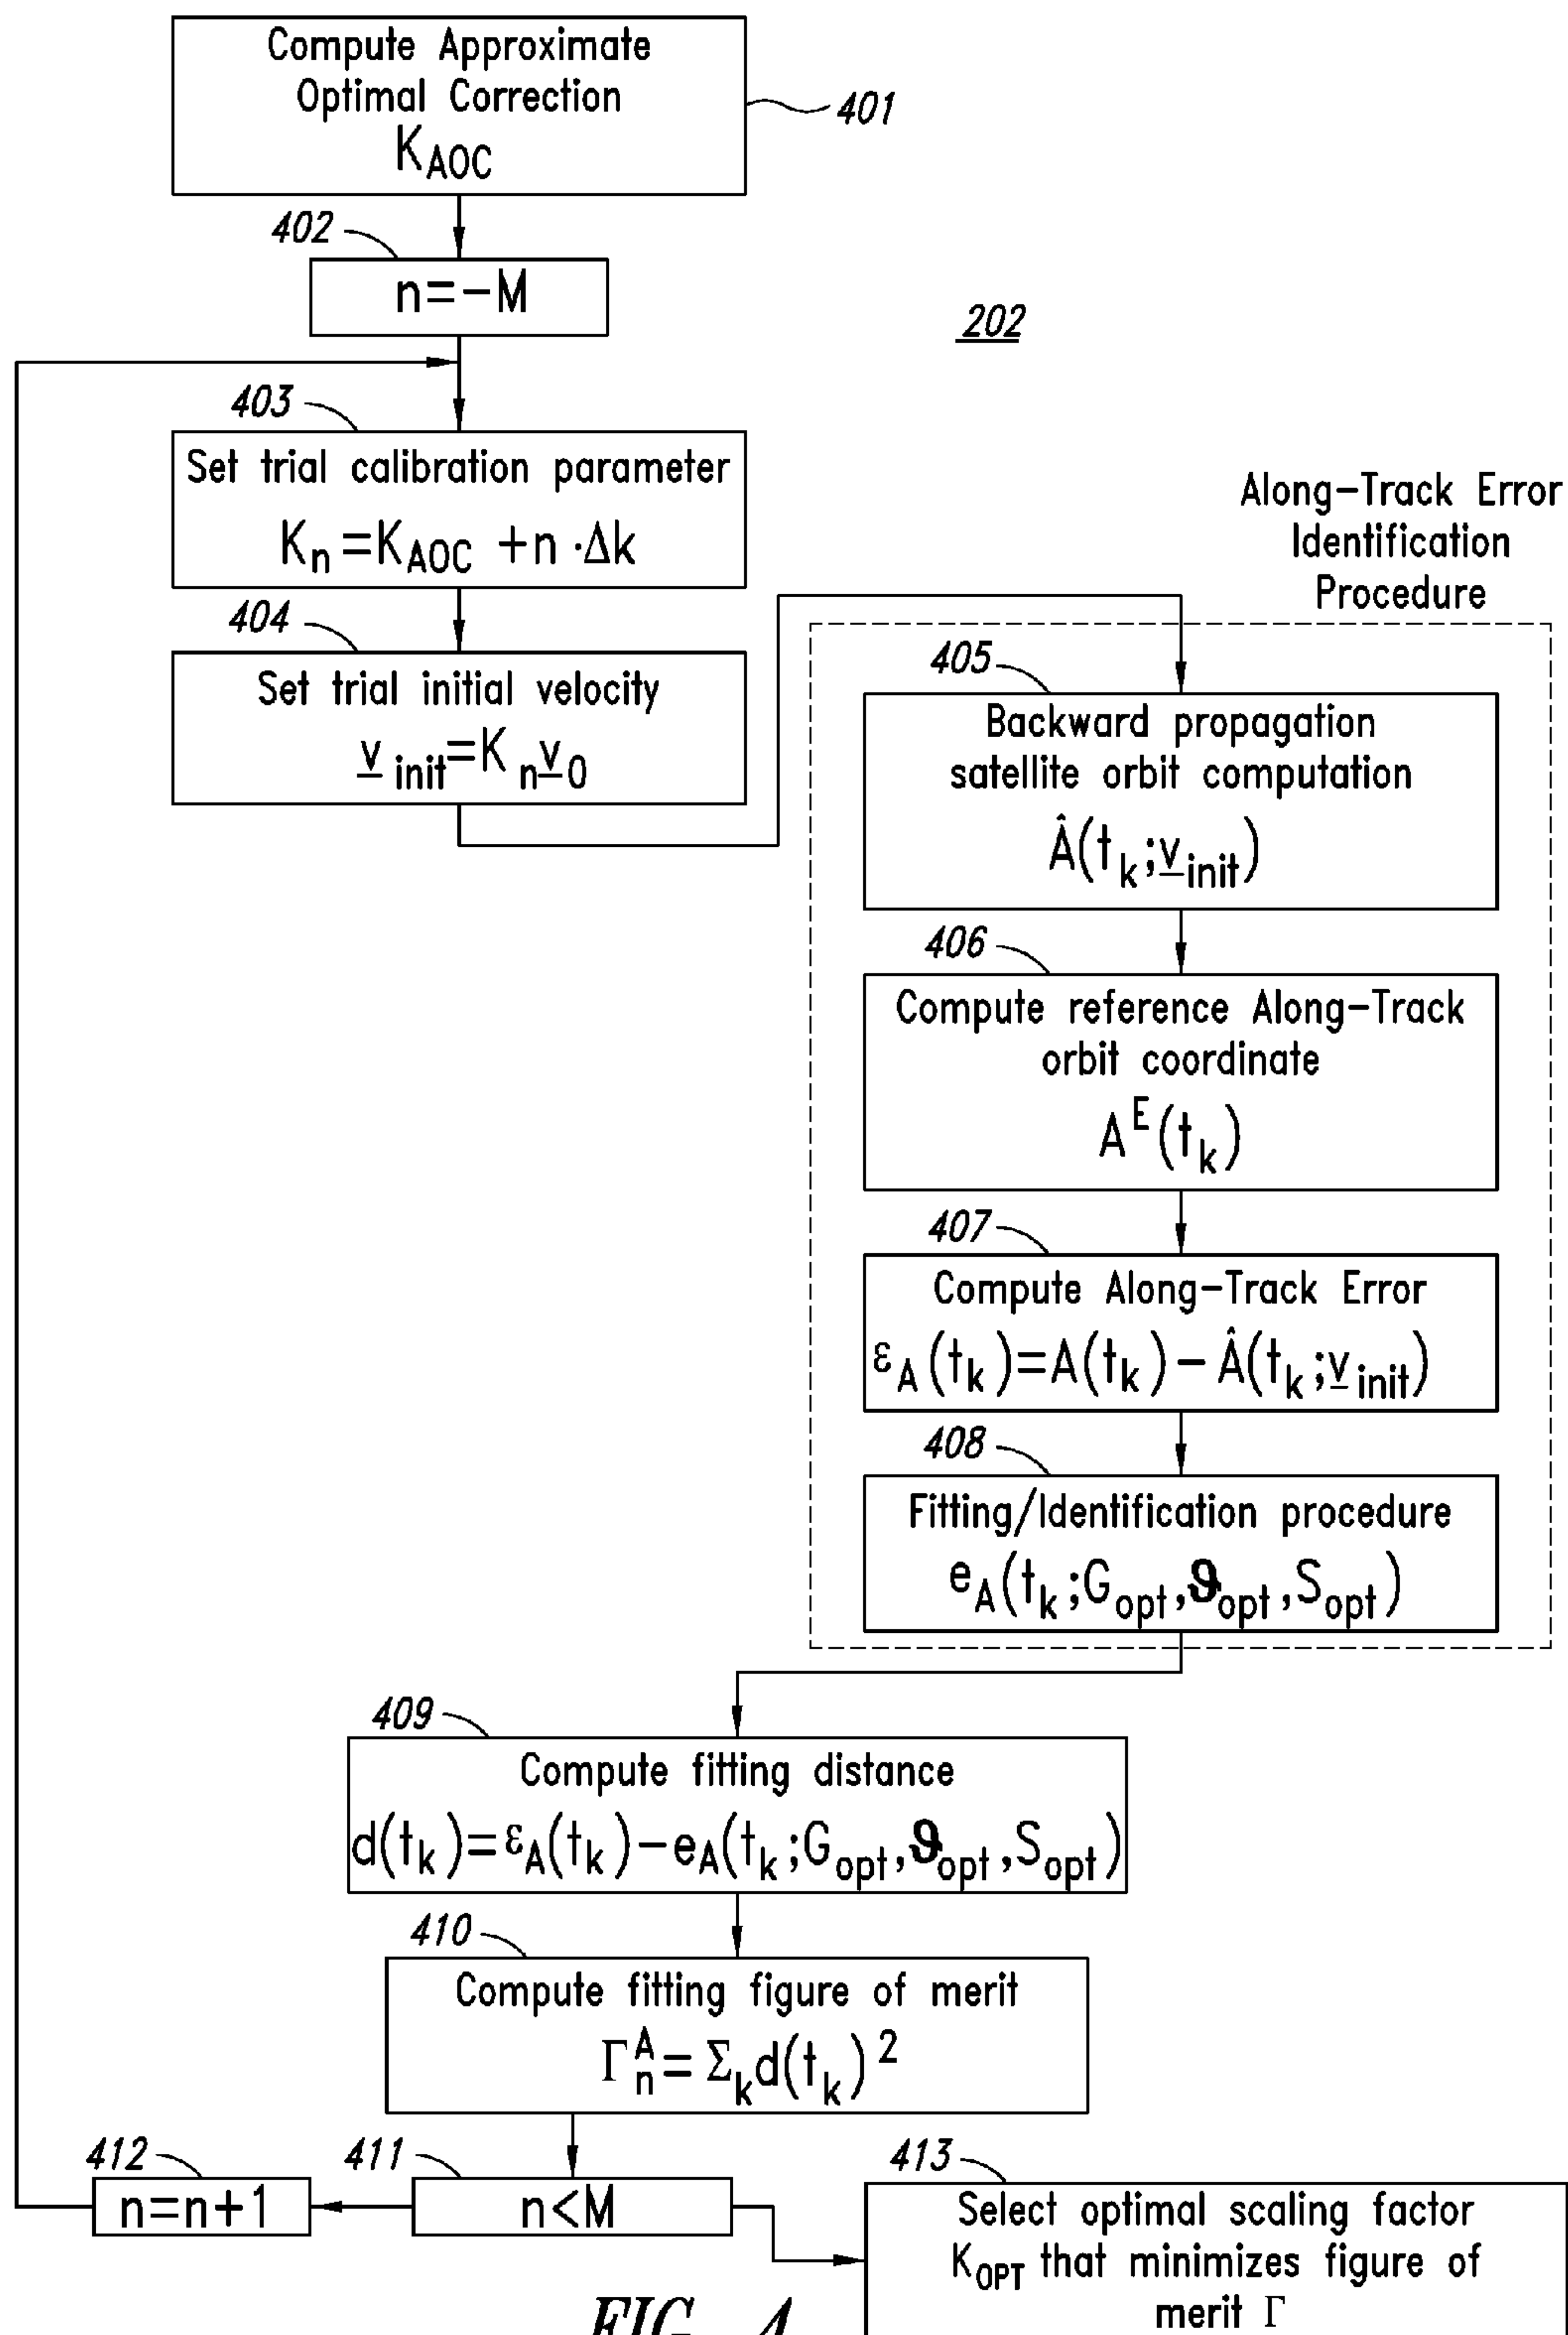 Compute Approximate
Optimal Correction
K_AOC
401
402
n=-M
202
403
Set trial calibration parameter
K_n=K_AOC +n ·Δk
404
Set trial initial velocity
v_init=K_n v_0
Along-Track Error
Identification
Procedure
405
Backward propagation
satellite orbit computation
Â(t_k;v_init)
406
Compute reference Along-Track
orbit coordinate
A^E(t_k)
407
Compute Along-Track Error
ε_A(t_k)=A(t_k)-Â(t_k;v_init)
408
Fitting/Identification procedure
e_A(t_k;G_opt,ϑ_opt,S_opt)
409
Compute fitting distance
d(t_k)=ε_A(t_k)-e_A(t_k;G_opt,ϑ_opt,S_opt)
410
Compute fitting figure of merit
Γ_n^A=Σ_k d(t_k)^2
412
n=n+1
411
n<M
413
Select optimal scaling factor
K_OPT that minimizes figure of
merit Γ
FIG. 4